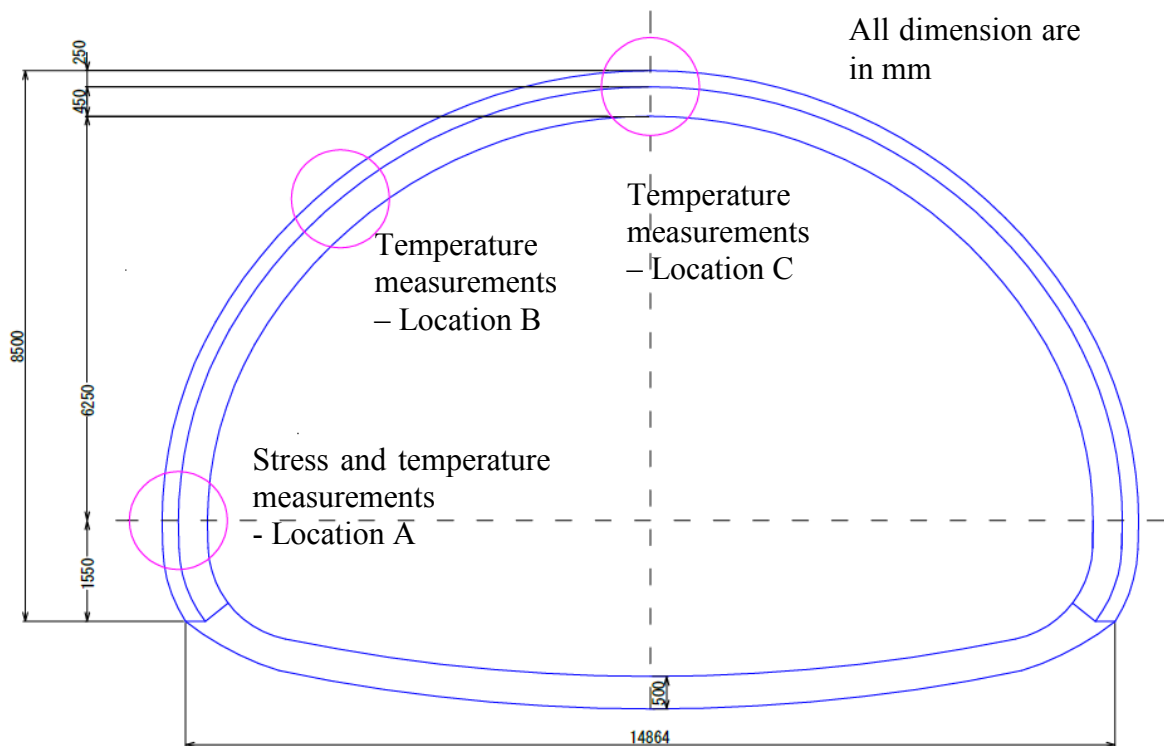 All dimension are
in mm
250
450
8500
6250
1550
Temperature
measurements
– Location C
Temperature
measurements
– Location B
Stress and temperature
measurements
- Location A
500
14864